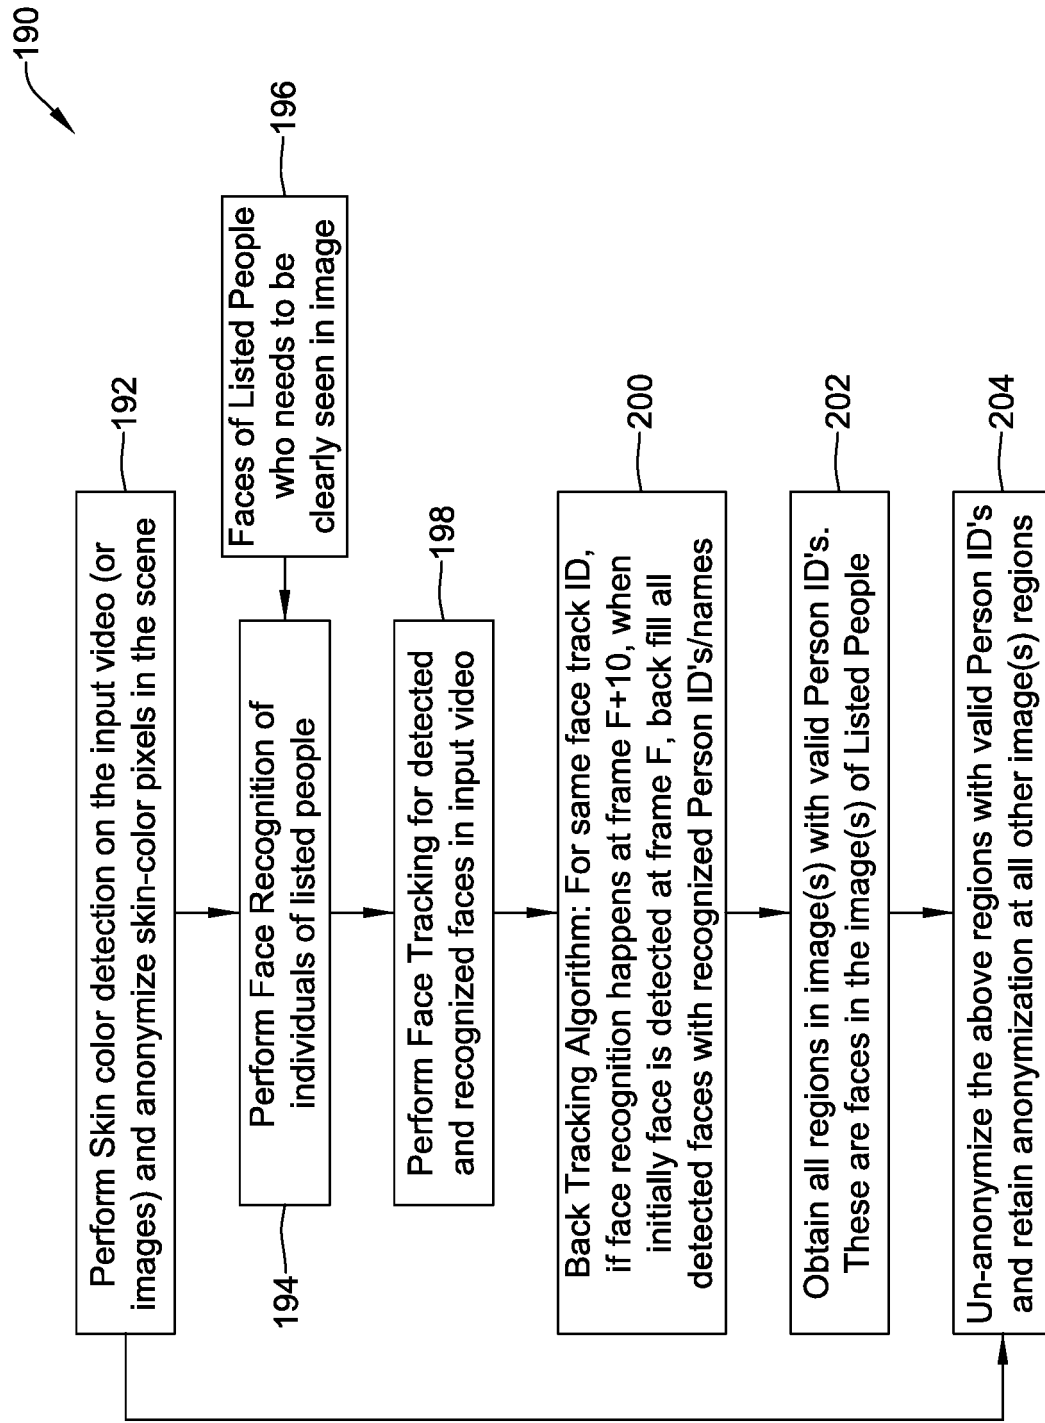 190
Perform Skin color detection on the input video (or
images) and anonymize skin-color pixels in the scene
192
Faces of Listed People
who needs to be
clearly seen in image
196
Perform Face Recognition of
individuals of listed people
194
Perform Face Tracking for detected
and recognized faces in input video
198
Back Tracking Algorithm: For same face track ID,
if face recognition happens at frame F+10, when
initially face is detected at frame F, back fill all
detected faces with recognized Person ID's/names
200
Obtain all regions in image(s) with valid Person ID's.
These are faces in the image(s) of Listed People
202
Un-anonymize the above regions with valid Person ID's
and retain anonymization at all other image(s) regions
204